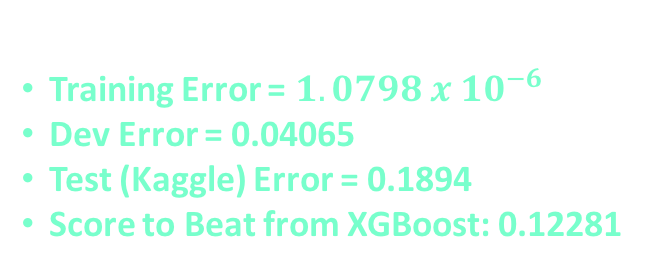 • Training Error = 1.0798 x 10⁻⁶
• Dev Error = 0.04065
• Test (Kaggle) Error = 0.1894
• Score to Beat from XGBoost: 0.12281